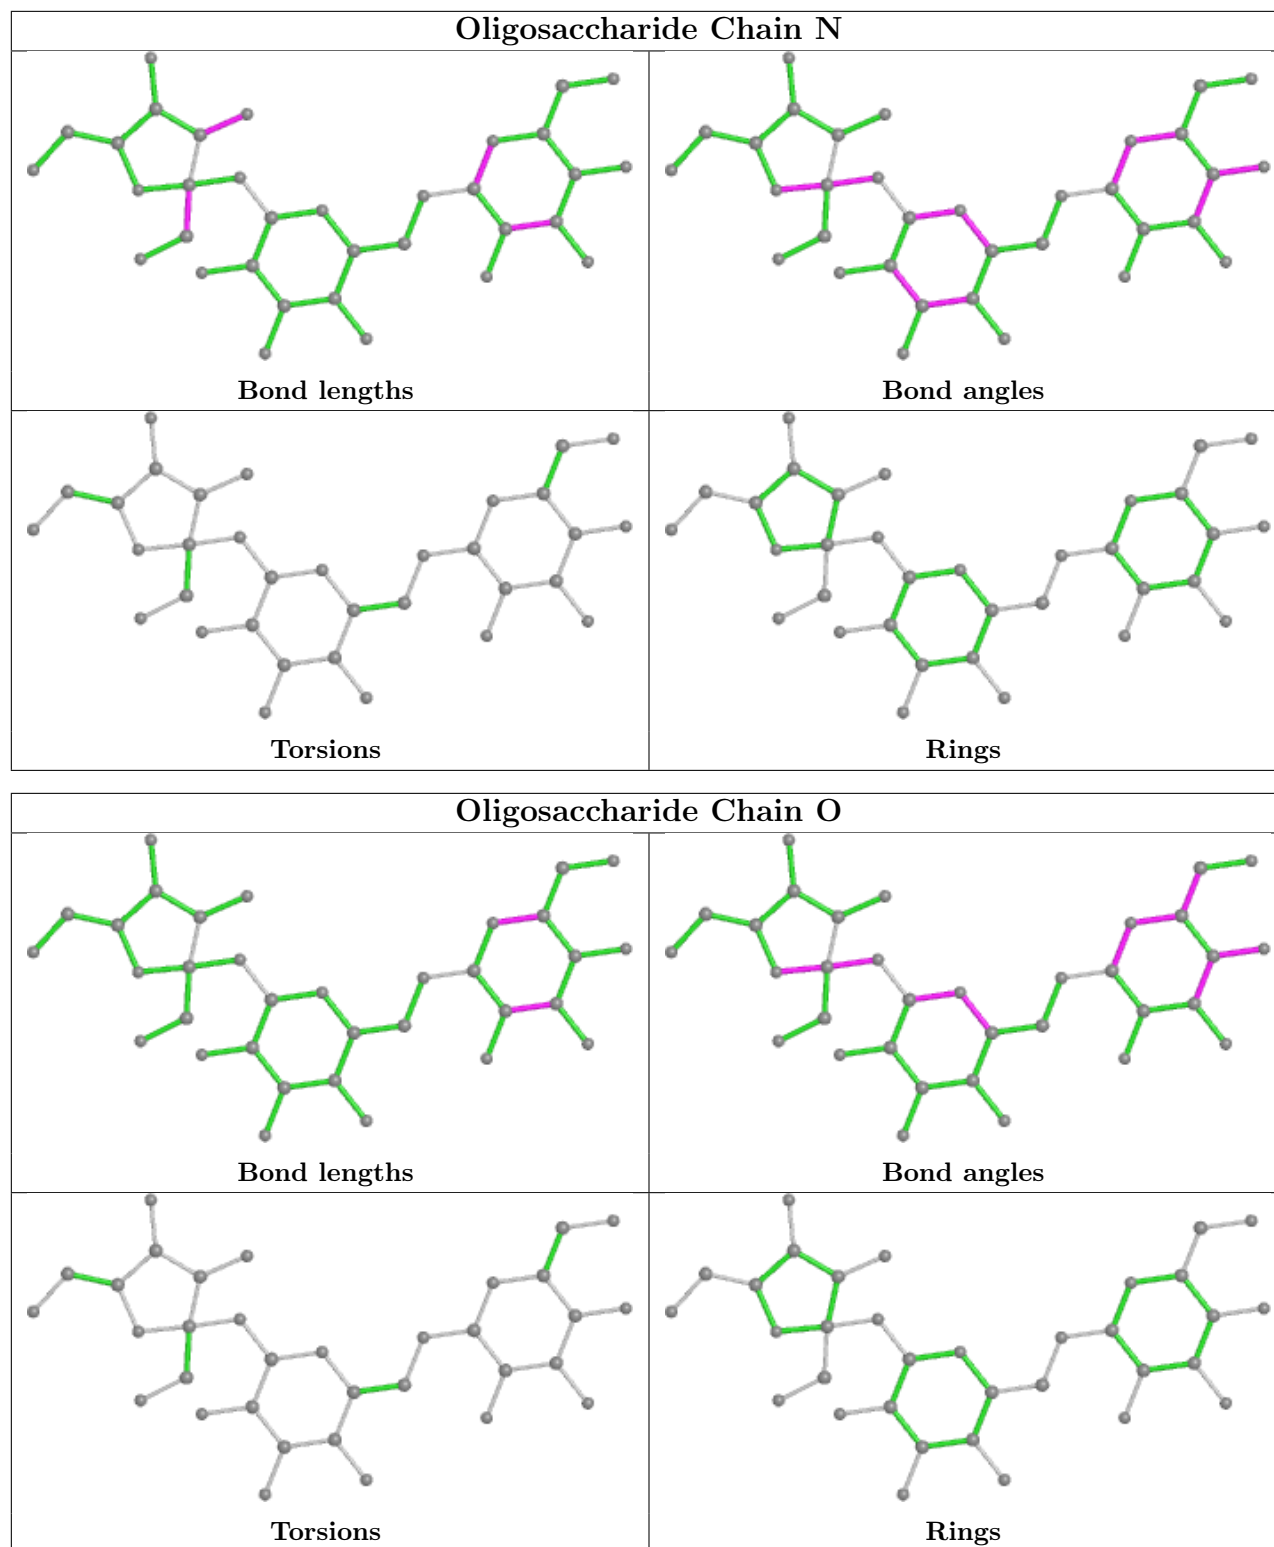 Oligosaccharide Chain N
Bond lengths
Bond angles
Torsions
Rings
Oligosaccharide Chain O
Bond lengths
Bond angles
Torsions
Rings